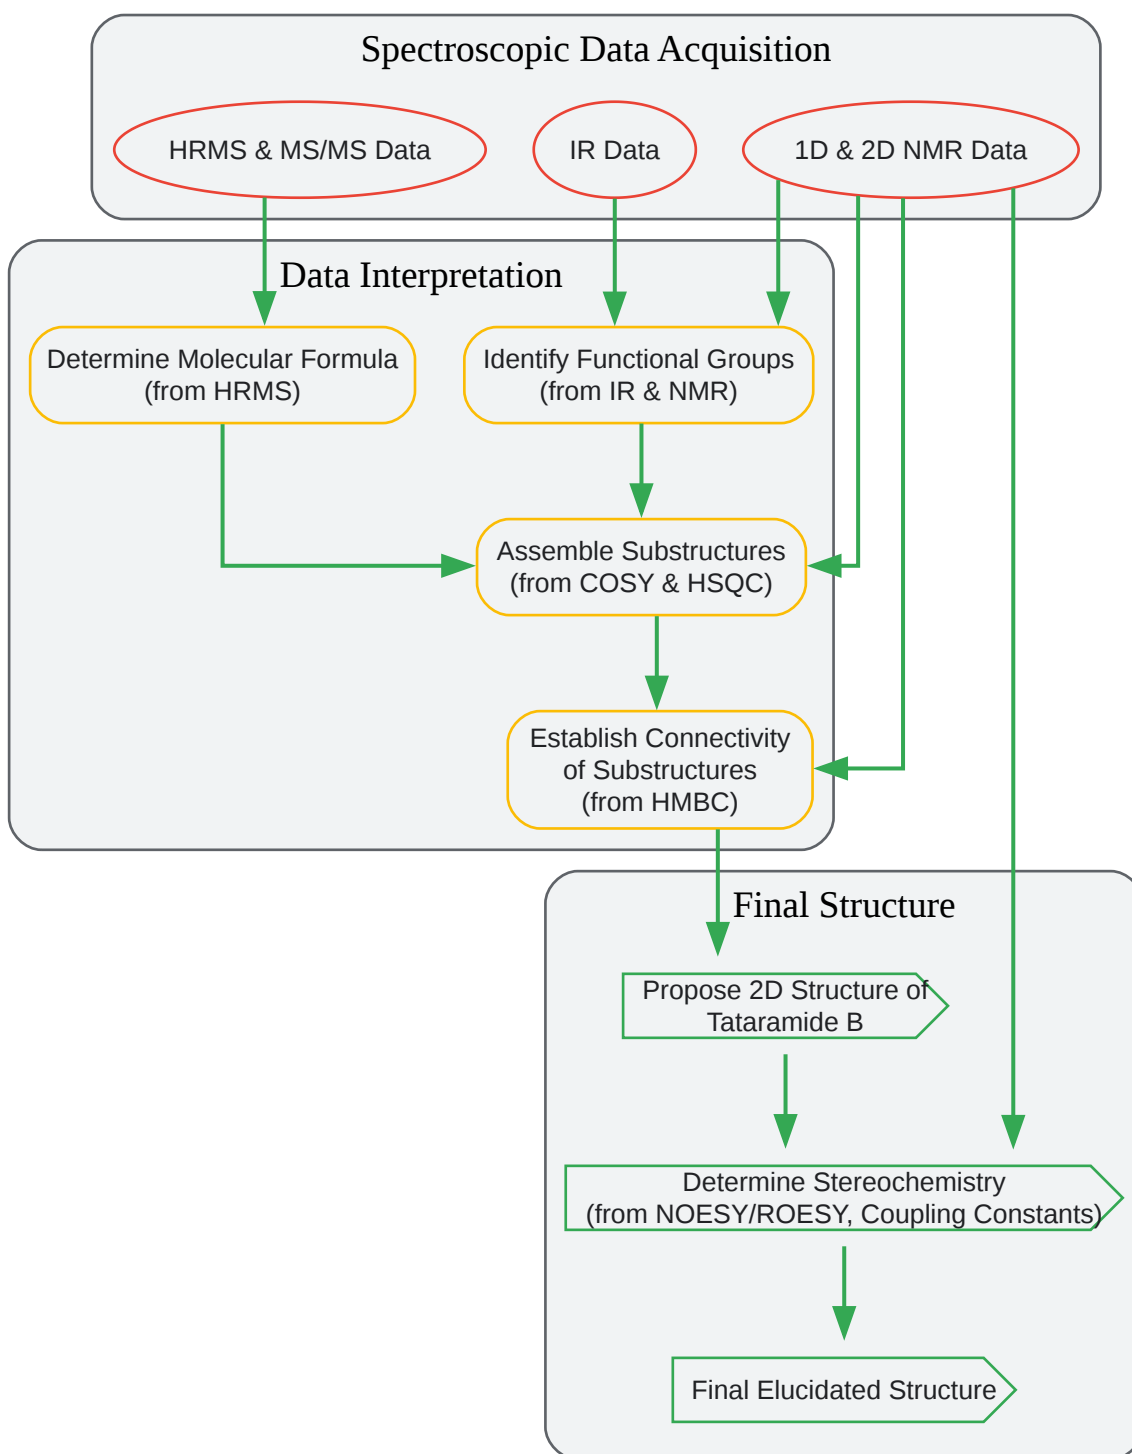 Spectroscopic Data Acquisition
HRMS & MS/MS Data
IR Data
1D & 2D NMR Data
Data Interpretation
Determine Molecular Formula
(from HRMS)
Identify Functional Groups
(from IR & NMR)
Assemble Substructures
(from COSY & HSQC)
Establish Connectivity
of Substructures
(from HMBC)
Final Structure
Propose 2D Structure of
Tataramide B
Determine Stereochemistry
(from NOESY/ROESY, Coupling Constants)
Final Elucidated Structure